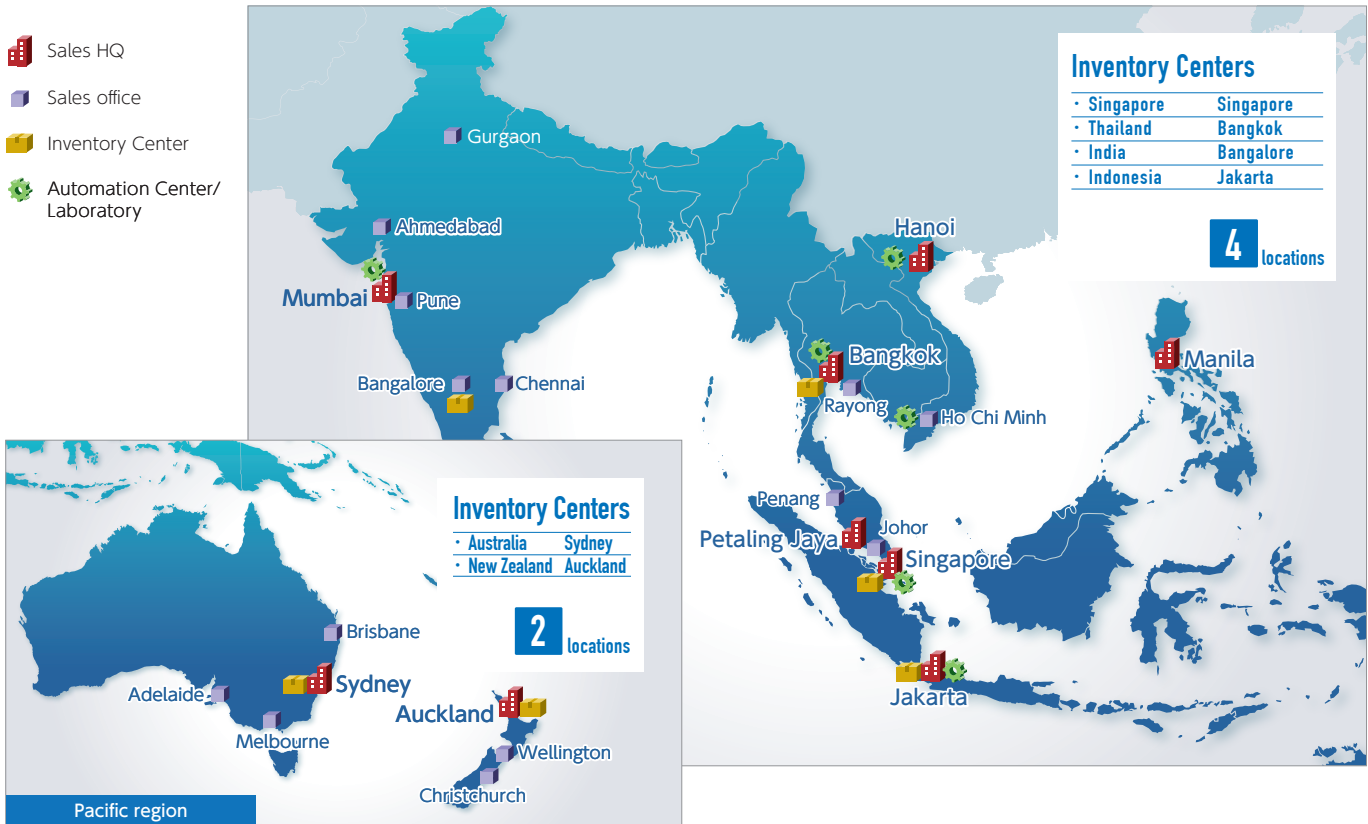 Sales HQ
Sales office
Inventory Center
Automation Center/
Laboratory
Inventory Centers
· Singapore Singapore
· Thailand Bangkok
· India Bangalore
· Indonesia Jakarta
4 locations
Gurgaon
Ahmedabad
Mumbai
Pune
Bangalore
Chennai
Hanoi
Bangkok
Rayong
Ho Chi Minh
Manila
Penang
Petaling Jaya
Johor
Singapore
Jakarta
Inventory Centers
· Australia Sydney
· New Zealand Auckland
2 locations
Brisbane
Sydney
Adelaide
Melbourne
Auckland
Wellington
Christchurch
Pacific region